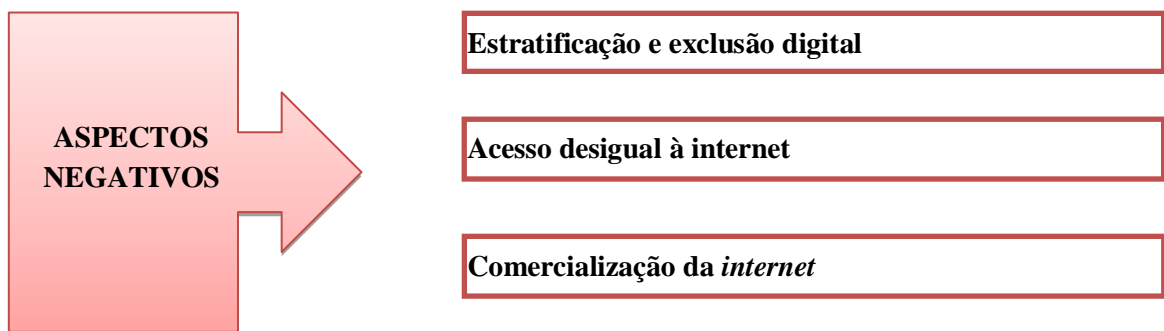 ASPECTOS
NEGATIVOS
Estratificação e exclusão digital
Acesso desigual à internet
Comercialização da internet